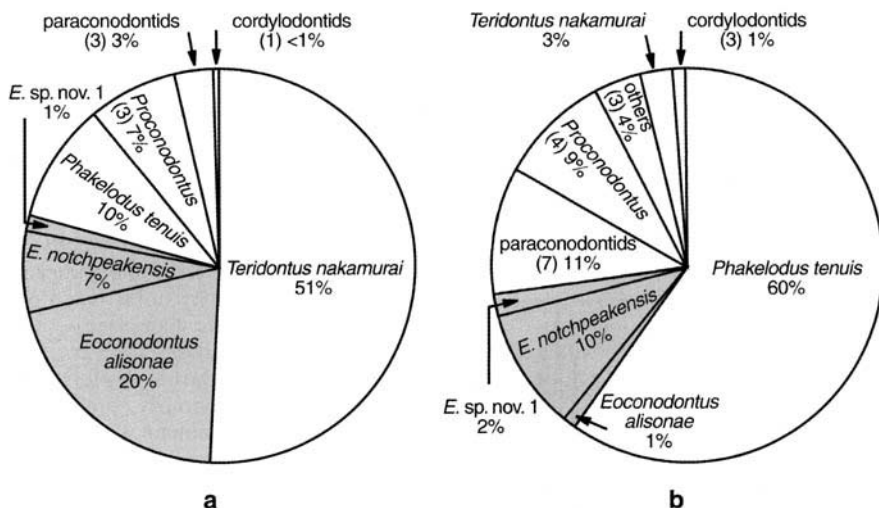 paraconodontids
(3) 3%
cordylodontids
(1) <1%
E. sp. nov. 1
1%
Proconodontus
(3) 7%
Phakelodus tenuis
10%
E. notchpeakensis
7%
Eoconodontus
alisonae
20%
Teridontus nakamurai
51%
a
Teridontus nakamurai
3%
cordylodontids
(3) 1%
others
(3) 4%
Proconodontus
(4) 9%
paraconodontids
(7) 11%
E. notchpeakensis
10%
E. sp. nov. 1
2%
Eoconodontus
alisonae
1%
Phakelodus tenuis
60%
b